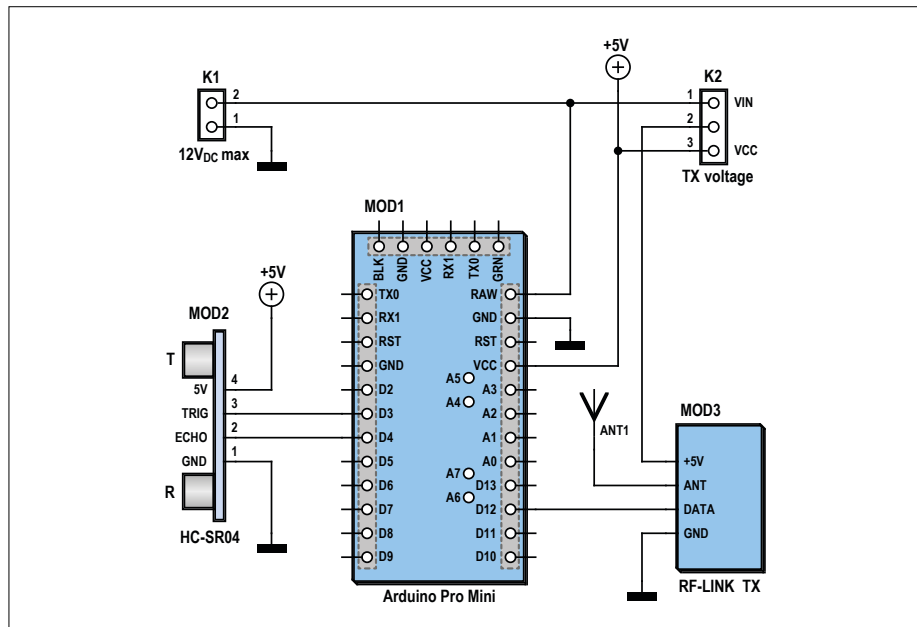 +5V
K1
K2
2
1
12VDC max
1
VIN
2
3
VCC
TX voltage
MOD1
BLK
GND
VCC
RX1
TX0
GRN
+5V
MOD2
T
5V
4
TRIG
3
ECHO
2
GND
1
R
HC-SR04
TX0
RX1
RST
GND
D2
D3
D4
D5
D6
D7
D8
D9
A5
A4
A7
A6
RAW
GND
RST
VCC
A3
A2
A1
A0
D13
D12
D11
D10
Arduino Pro Mini
ANT1
MOD3
+5V
ANT
DATA
GND
RF-LINK TX